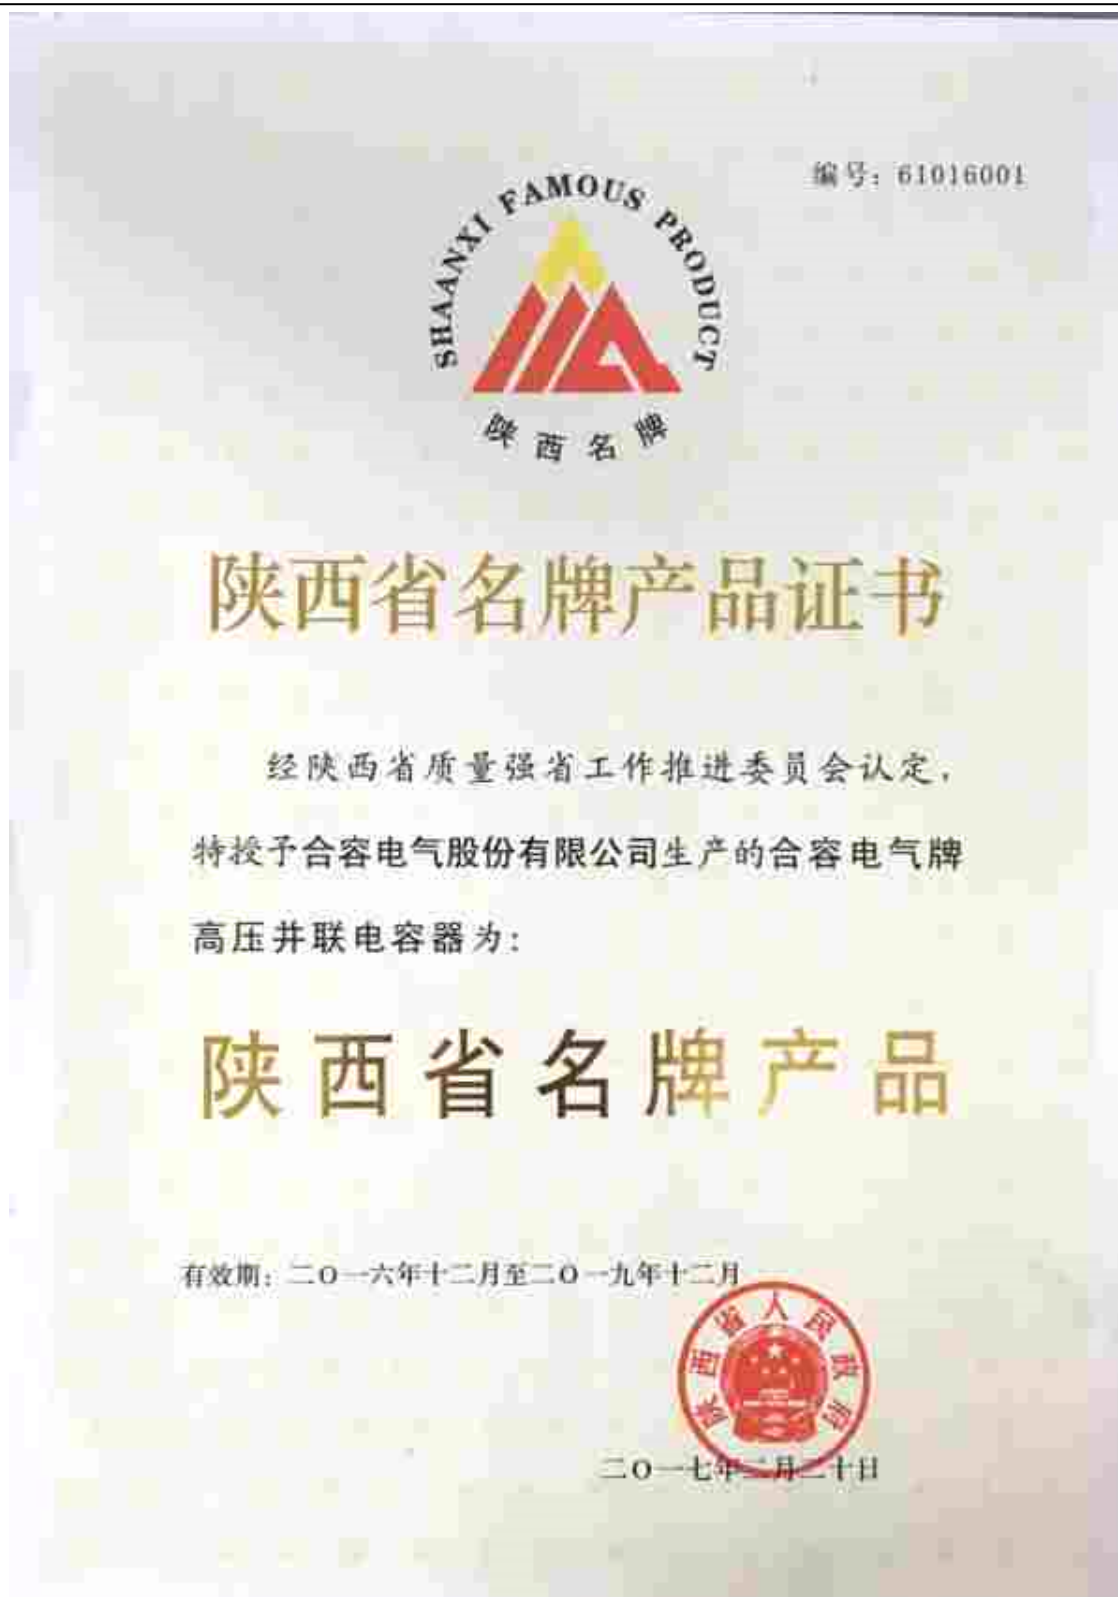 编号：61016001
SHAANXI FAMOUS PRODUCT
陕西名牌
陕西省名牌产品证书
经陕西省质量强省工作推进委员会认定，
特授予合容电气股份有限公司生产的合容电气牌
高压并联电容器为：
陕西省名牌产品
有效期：二〇一六年十二月至二〇一九年十二月
陕西省人民政府
二〇一七年二月二十日